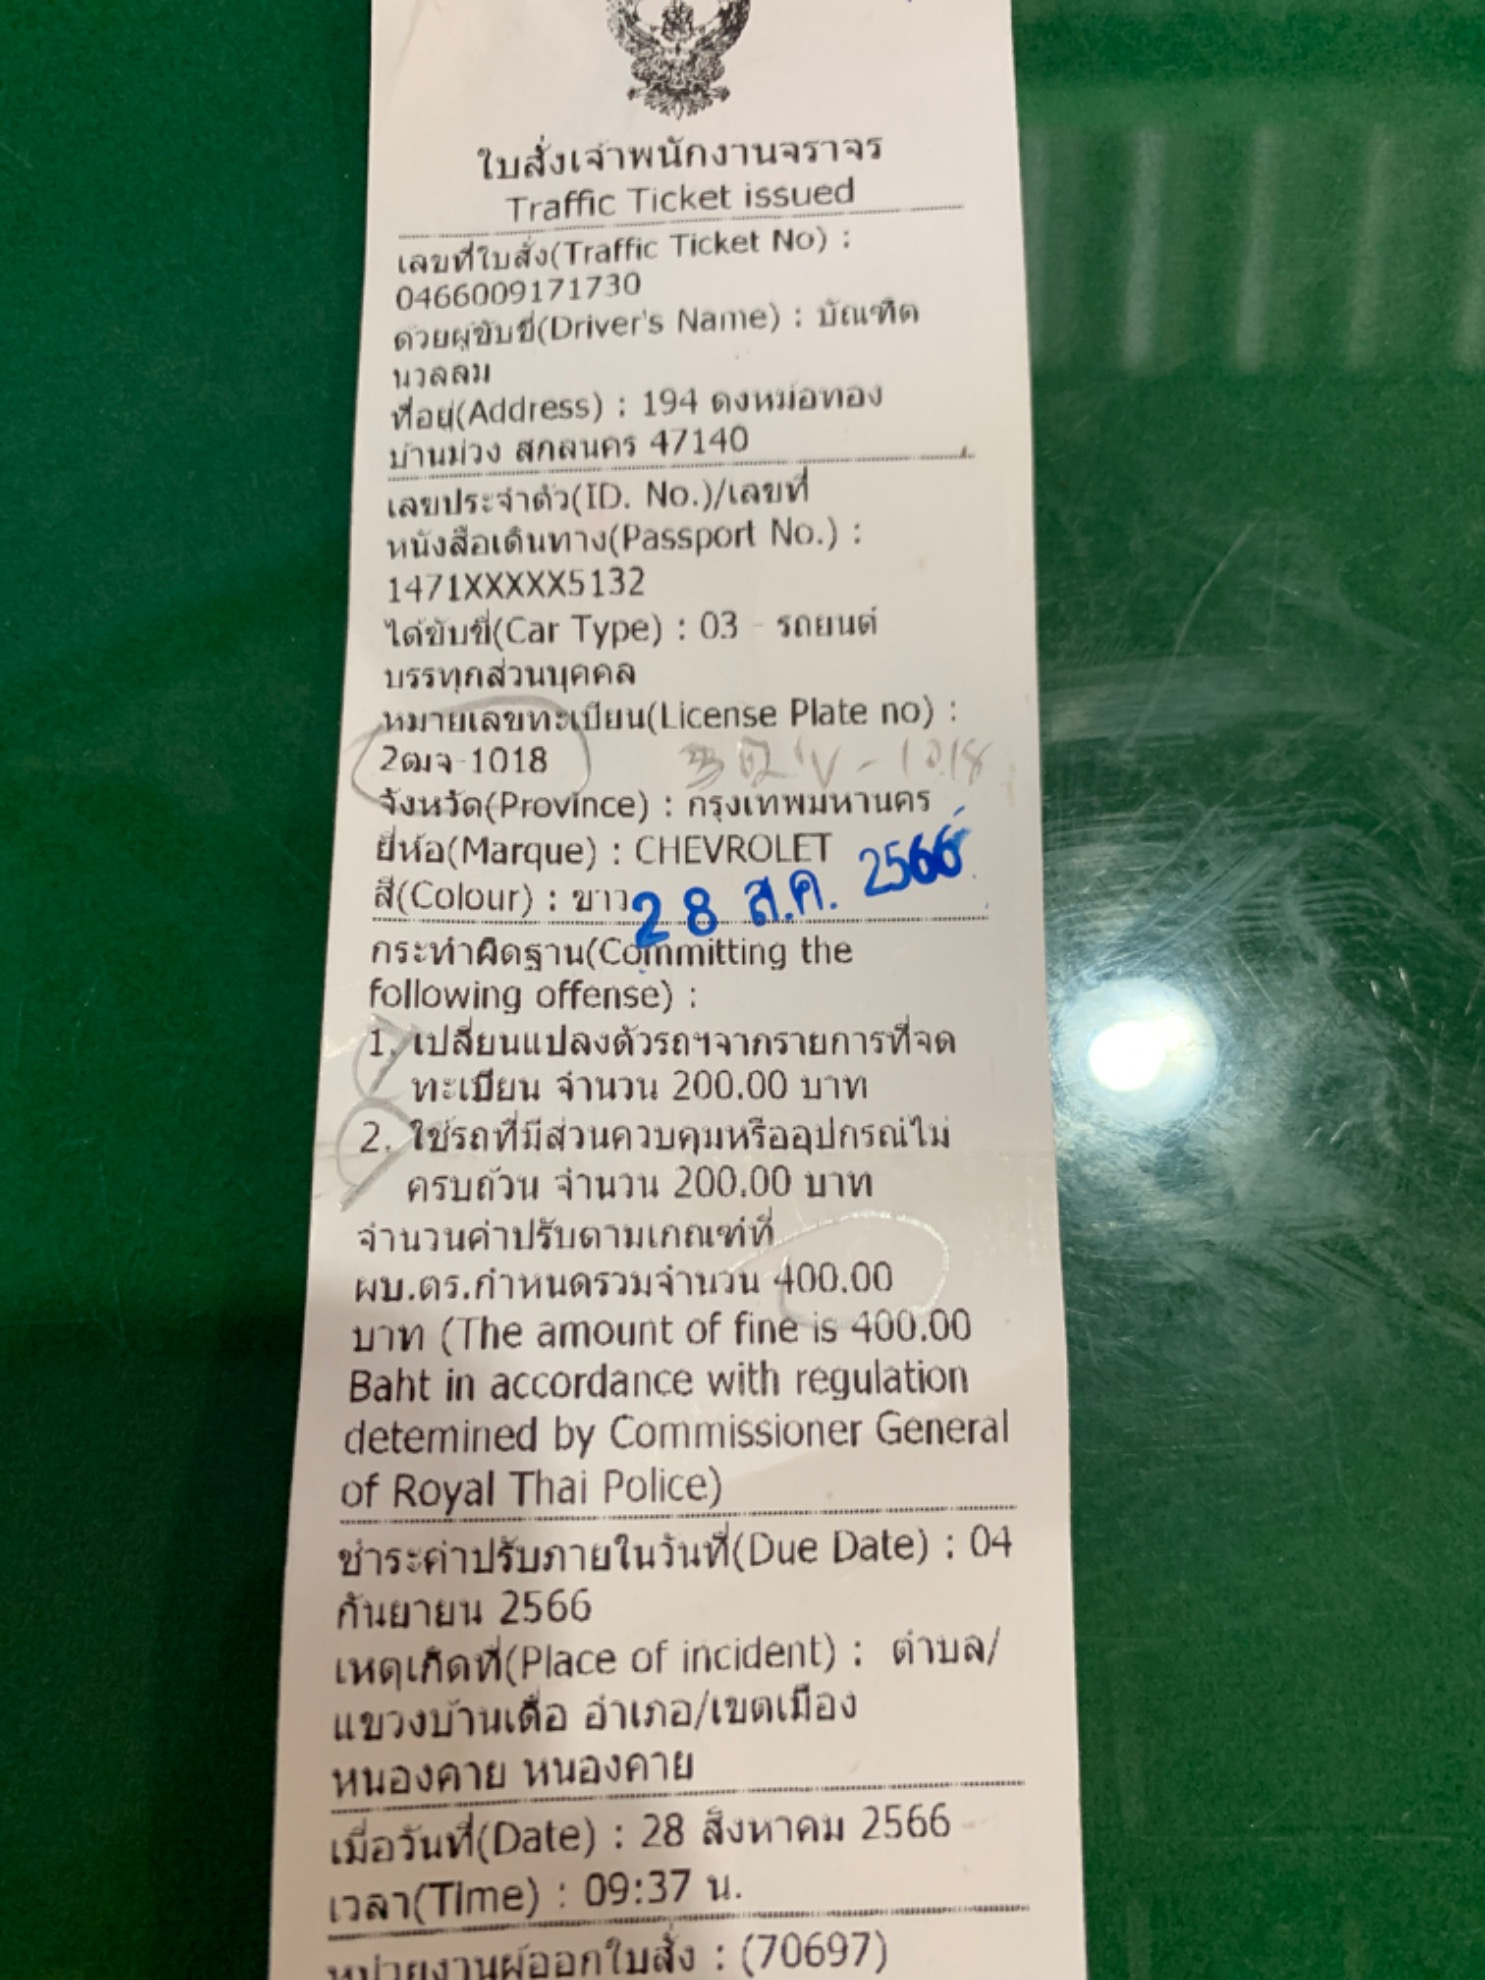 ใบสั่งเจ้าพนักงานจราจร
Traffic Ticket issued
เลขที่ใบสั่ง(Traffic Ticket No) :
0466009171730
ด้วยผู้ขับขี่(Driver's Name) : บัณฑิต
นวลลม
ที่อยู่(Address) : 194 ดงหม้อทอง
บ้านม่วง สกลนคร 47140
เลขประจำตัว(ID. No.)/เลขที่
หนังสือเดินทาง(Passport No.) :
1471XXXXX5132
ได้ขับขี่(Car Type) : 03 - รถยนต์
บรรทุกส่วนบุคคล
หมายเลขทะเบียน(License Plate no) :
2ฒจ-1018
- 1018
จังหวัด(Province) : กรุงเทพมหานคร
ยี่ห้อ(Marque) : CHEVROLET
สี(Colour) : ขาว
28 ส.ค. 2566
กระทำผิดฐาน(Committing the
following offense) :
1. เปลี่ยนแปลงตัวรถฯจากรายการที่จด
ทะเบียน จำนวน 200.00 บาท
2. ใช้รถที่มีส่วนควบคุมหรืออุปกรณ์ไม่
ครบถ้วน จำนวน 200.00 บาท
จำนวนค่าปรับตามเกณฑ์ที่
ผบ.ตร.กำหนดรวมจำนวน 400.00
บาท (The amount of fine is 400.00
Baht in accordance with regulation
detemined by Commissioner General
of Royal Thai Police)
ชำระค่าปรับภายในวันที่(Due Date) : 04
กันยายน 2566
เหตุเกิดที่(Place of incident) : ตำบล/
แขวงบ้านเดื่อ อำเภอ/เขตเมือง
หนองคาย หนองคาย
เมื่อวันที่(Date) : 28 สิงหาคม 2566
เวลา(Time) : 09:37 น.
หน่วยงานผู้ออกใบสั่ง : (70697)